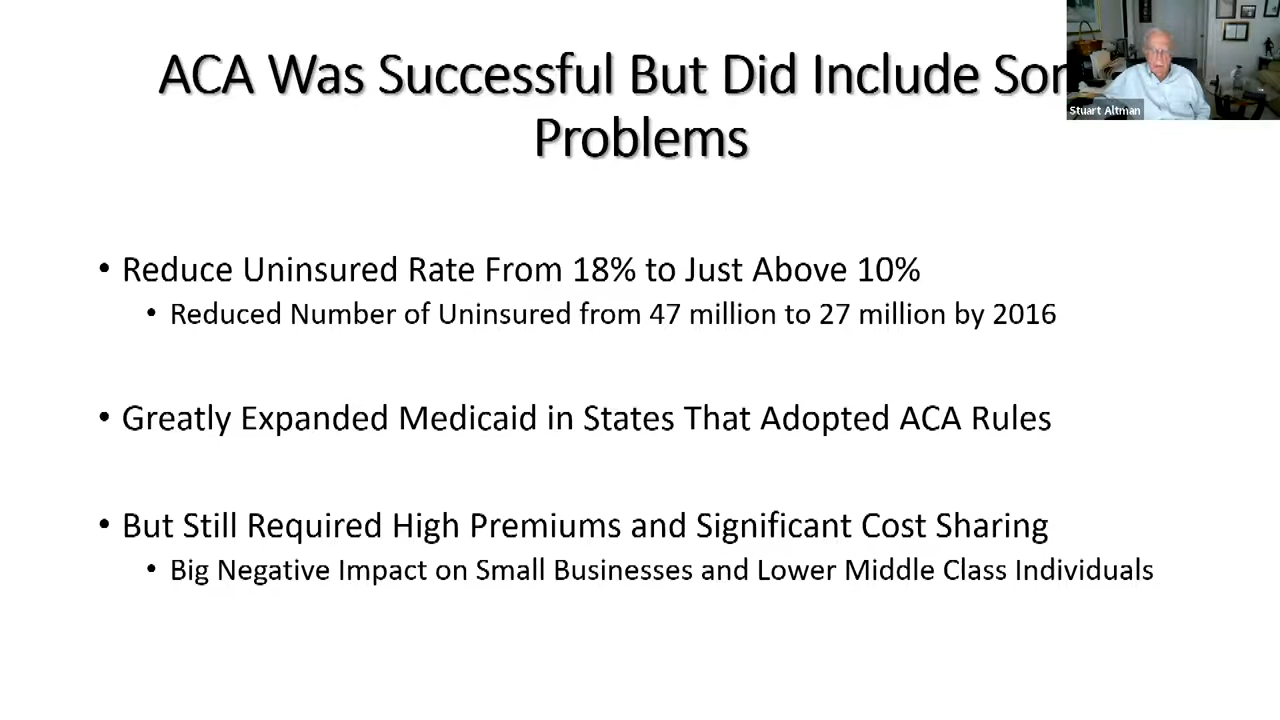 ACA Was Successful But Did Include
Problems
Stuart Altman
• Reduce Uninsured Rate From 18% to Just Above 10%
• Reduced Number of Uninsured from 47 million to 27 million by 2016
• Greatly Expanded Medicaid in States That Adopted ACA Rules
• But Still Required High Premiums and Significant Cost Sharing
• Big Negative Impact on Small Businesses and Lower Middle Class Individuals